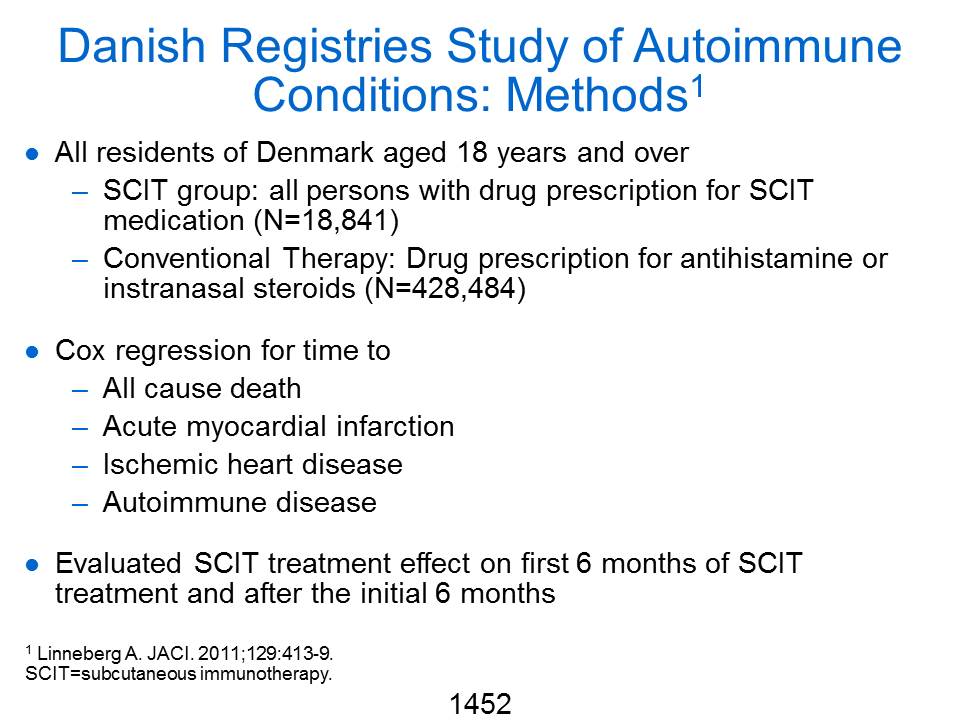 Danish Registries Study of Autoimmune
Conditions: Methods1
● All residents of Denmark aged 18 years and over
– SCIT group: all persons with drug prescription for SCIT
medication (N=18,841)
– Conventional Therapy: Drug prescription for antihistamine or
instranasal steroids (N=428,484)
● Cox regression for time to
– All cause death
– Acute myocardial infarction
– Ischemic heart disease
– Autoimmune disease
● Evaluated SCIT treatment effect on first 6 months of SCIT
treatment and after the initial 6 months
1 Linneberg A. JACI. 2011;129:413-9.
SCIT=subcutaneous immunotherapy.
1452